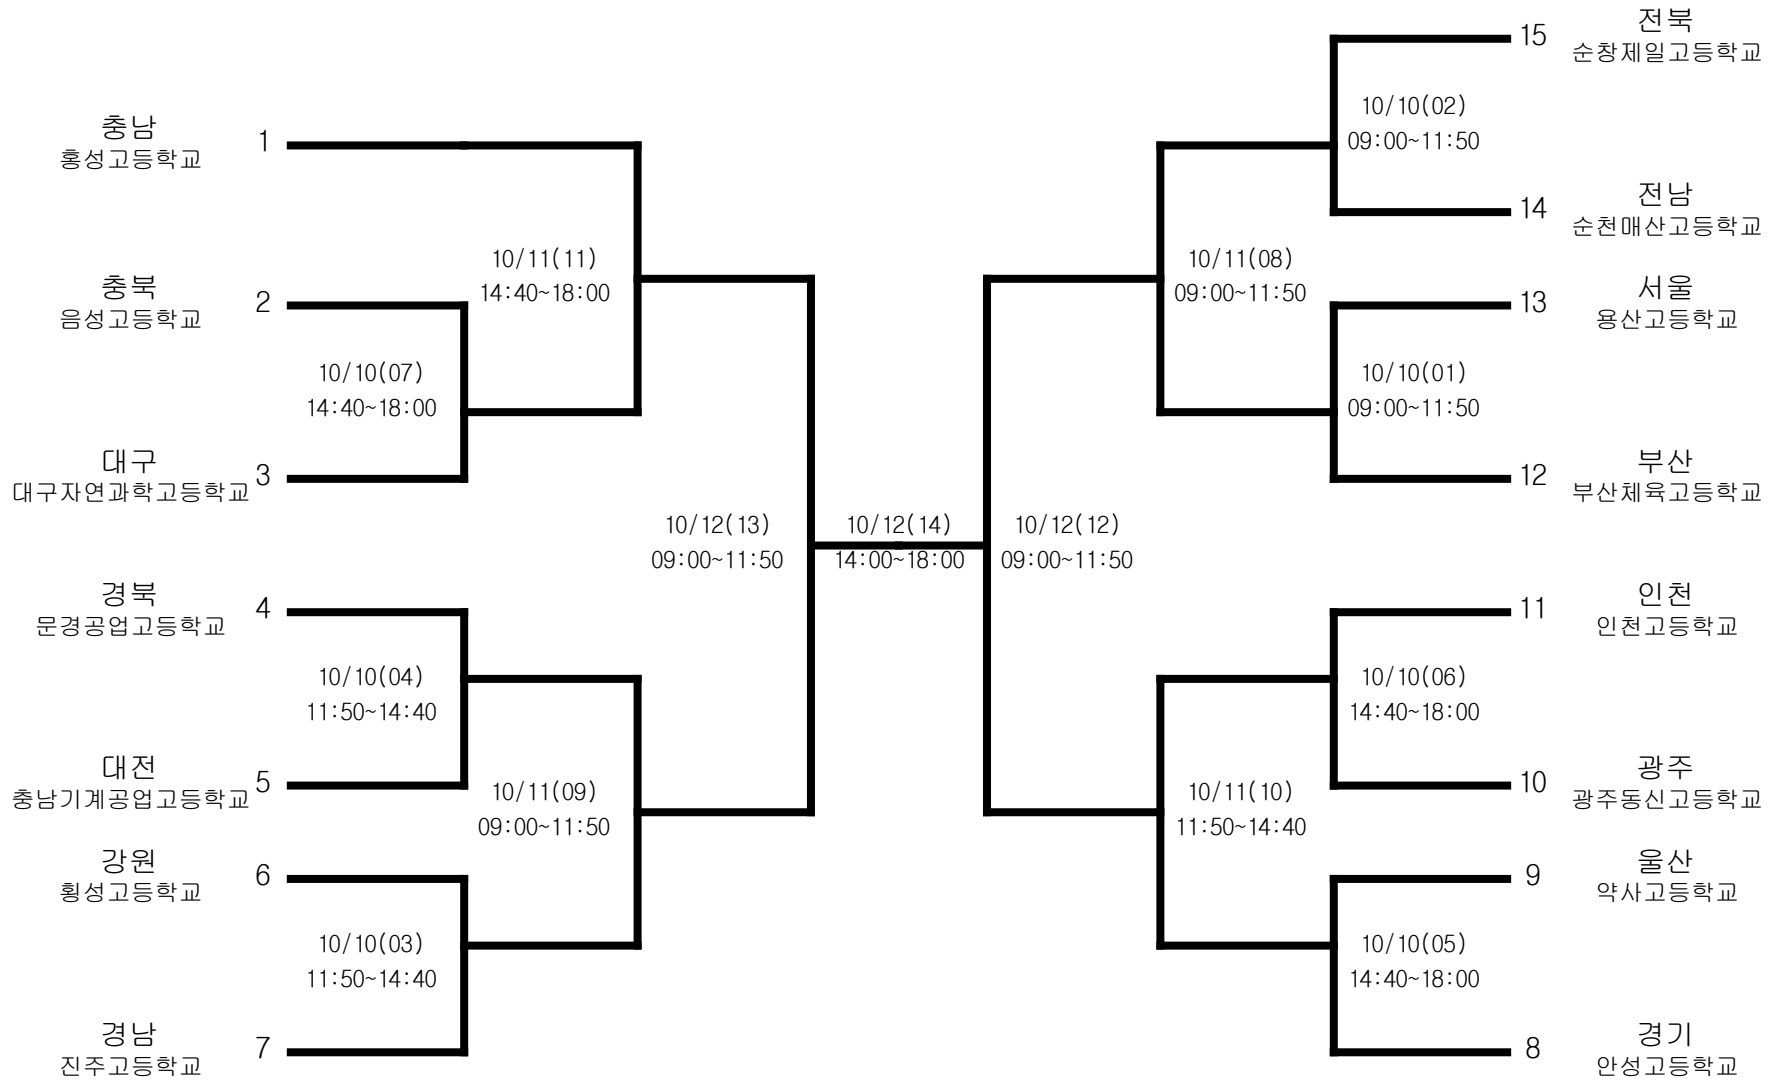 충남
홍성고등학교
1
충북
음성고등학교
2
10/10(07)
14:40~18:00
대구
대구자연과학고등학교
3
10/11(11)
14:40~18:00
경북
문경공업고등학교
4
10/10(04)
11:50~14:40
대전
충남기계공업고등학교
5
10/11(09)
09:00~11:50
강원
횡성고등학교
6
10/10(03)
11:50~14:40
경남
진주고등학교
7
10/12(13)
09:00~11:50
10/12(14)
14:00~18:00
10/12(12)
09:00~11:50
15
전북
순창제일고등학교
10/10(02)
09:00~11:50
14
전남
순천매산고등학교
10/11(08)
09:00~11:50
13
서울
용산고등학교
10/10(01)
09:00~11:50
12
부산
부산체육고등학교
11
인천
인천고등학교
10/10(06)
14:40~18:00
10
광주
광주동신고등학교
10/11(10)
11:50~14:40
9
울산
약사고등학교
10/10(05)
14:40~18:00
8
경기
안성고등학교